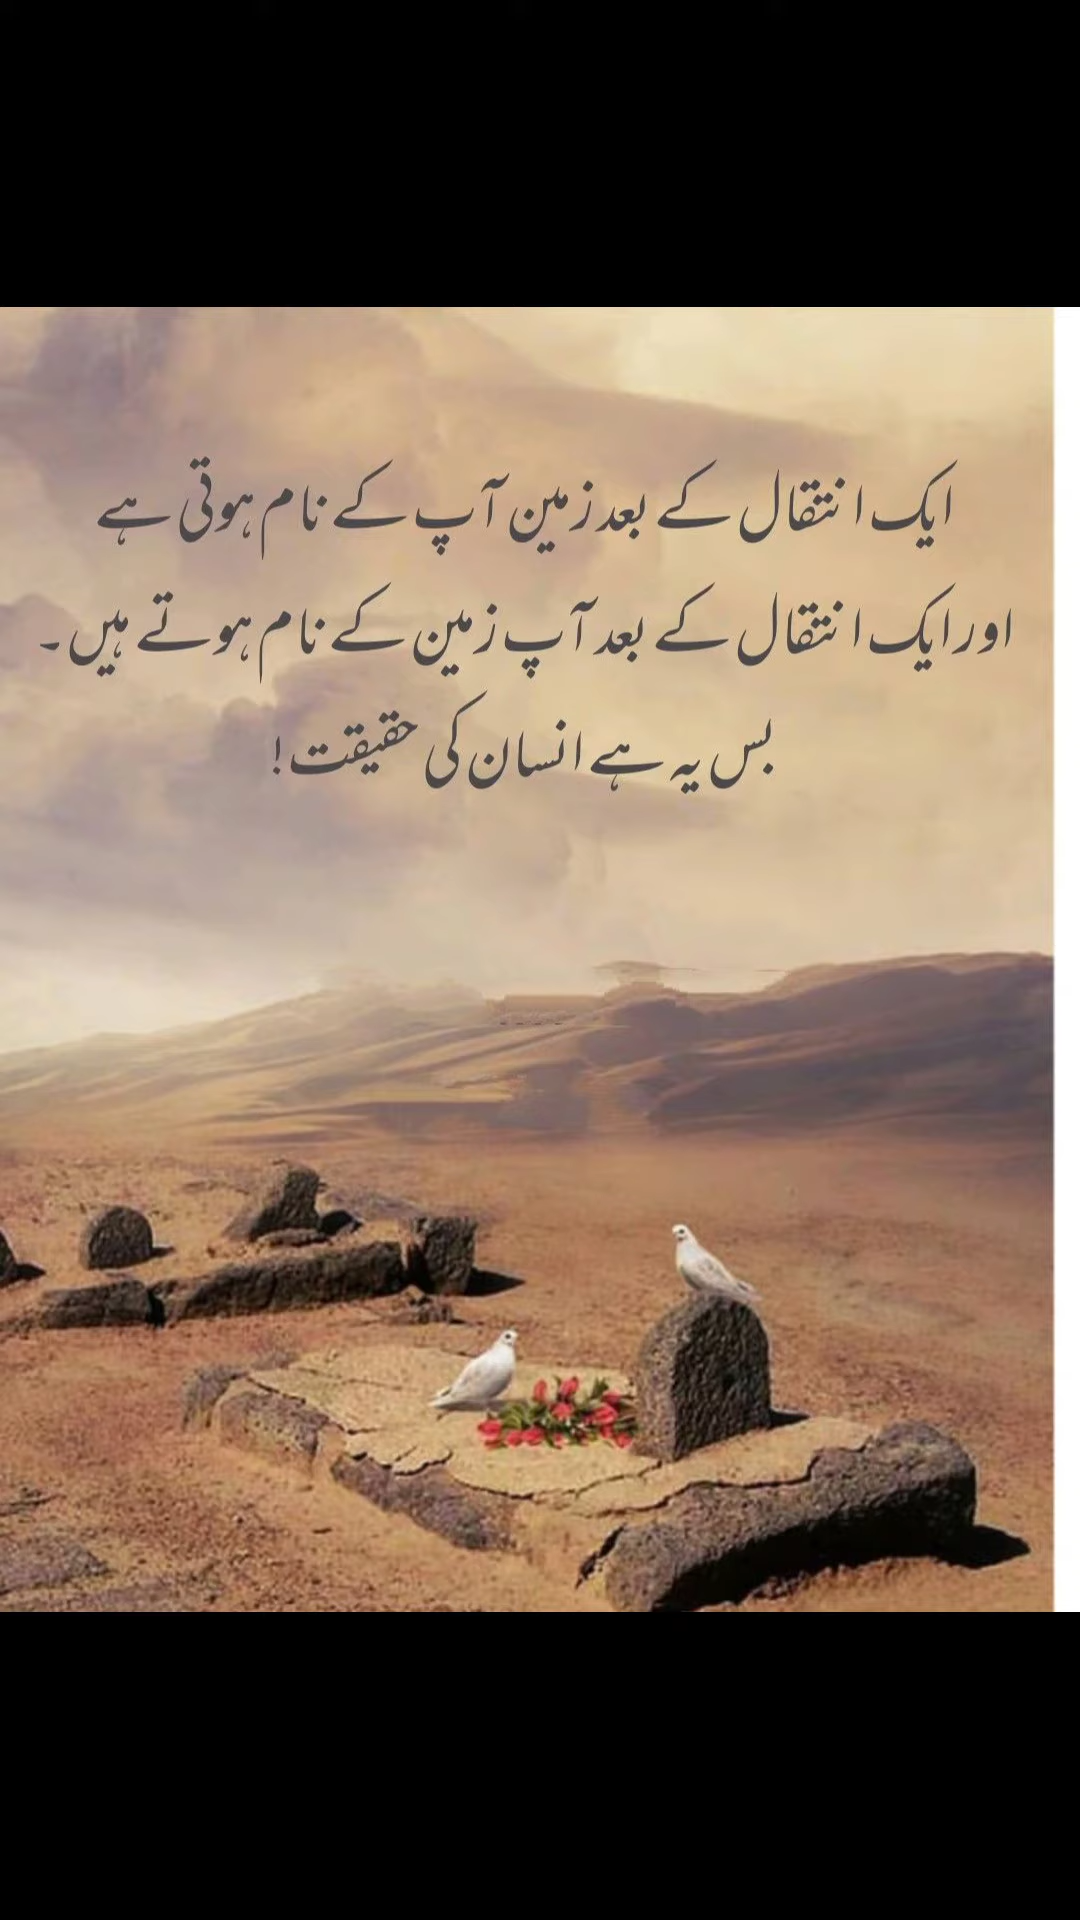 ایک انتقال کے بعد زمین آپ کے نام ہوتی ہے
اور ایک انتقال کے بعد آپ زمین کے نام ہوتے ہیں۔
بس یہ ہے انسان کی حقیقت!